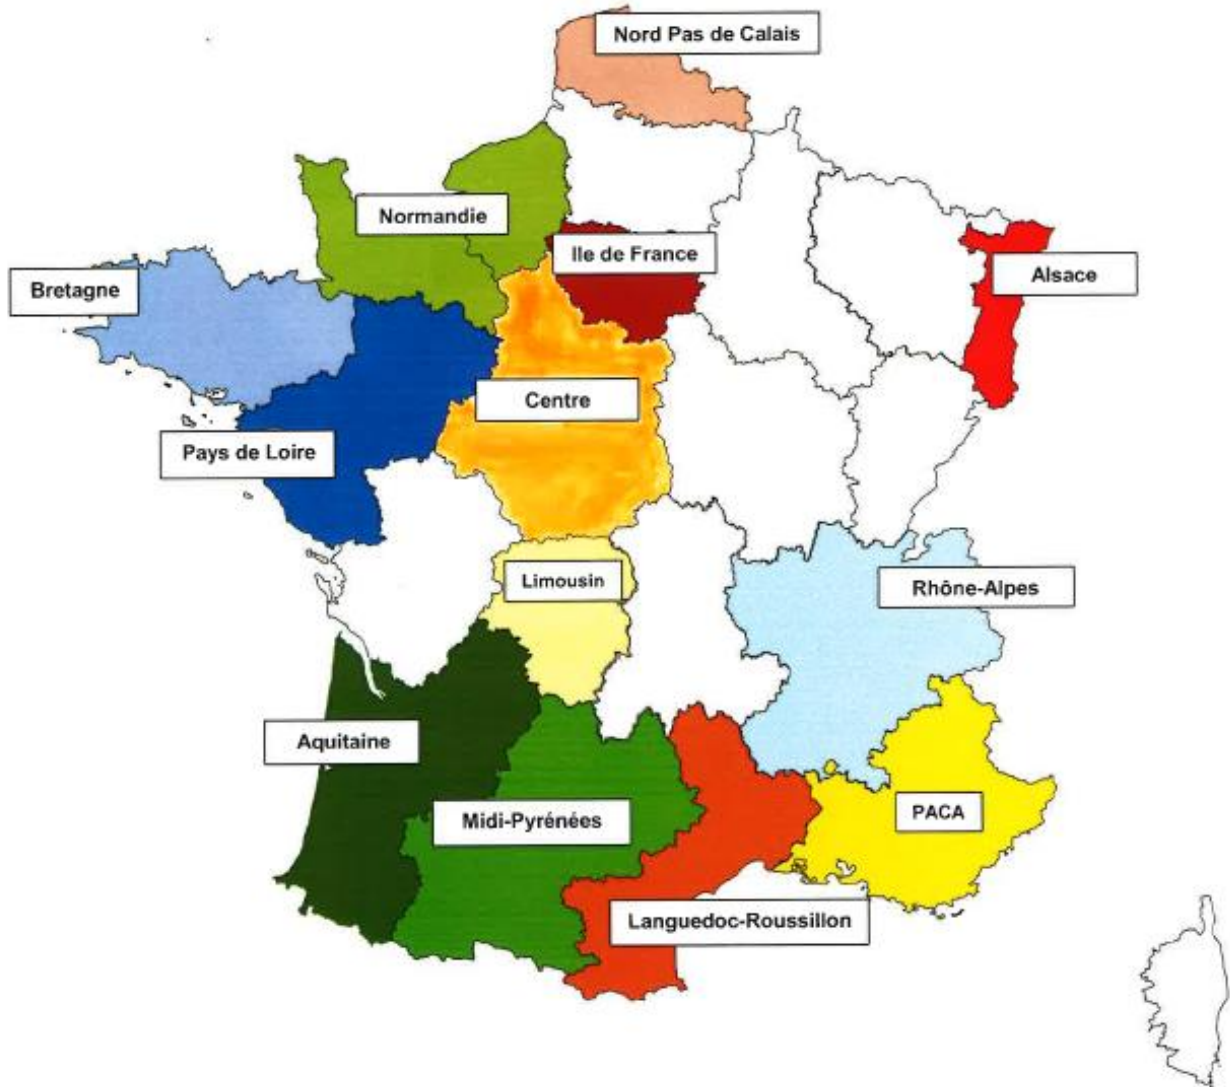 Nord Pas de Calais
Normandie
Ile de France
Alsace
Bretagne
Centre
Pays de Loire
Limousin
Rhône-Alpes
Aquitaine
PACA
Midi-Pyrénées
Languedoc-Roussillon